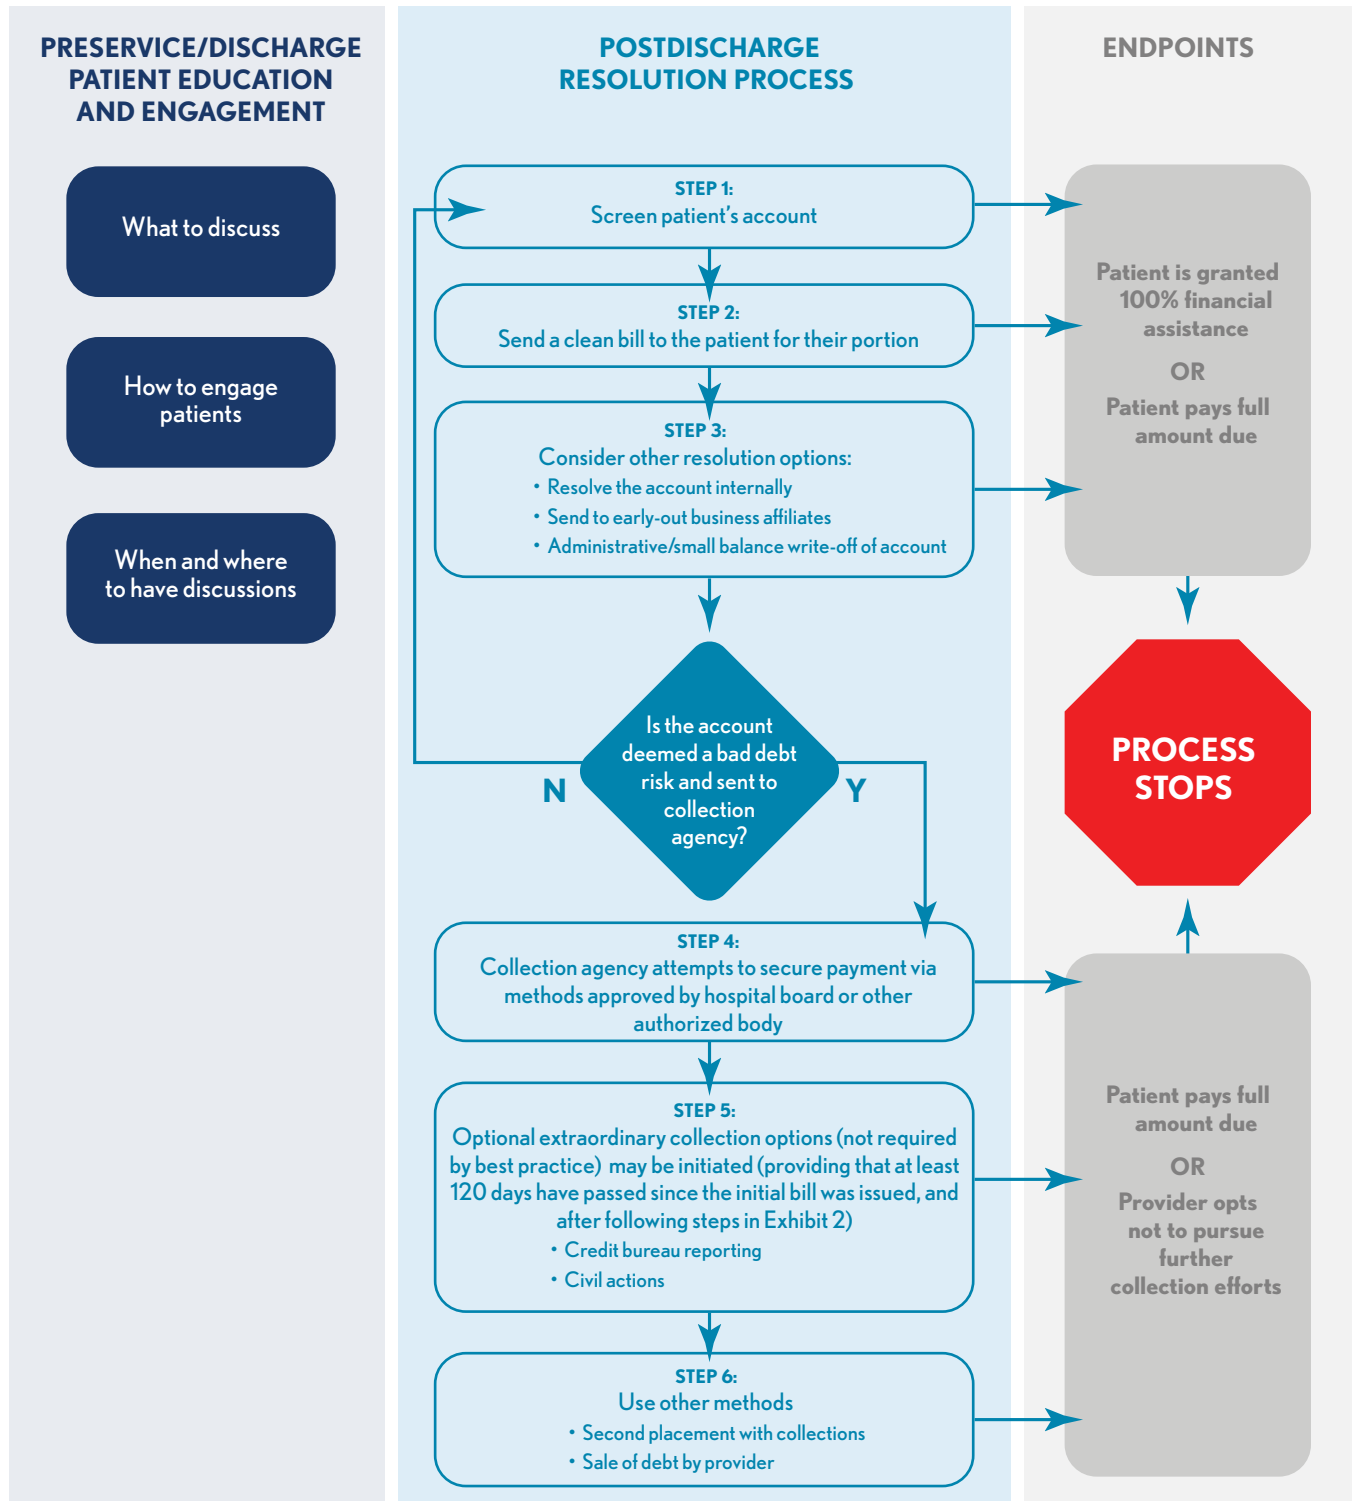 PRESERVICE/DISCHARGE
PATIENT EDUCATION
AND ENGAGEMENT
What to discuss
How to engage
patients
When and where
to have discussions
POSTDISCHARGE
RESOLUTION PROCESS
STEP 1:
Screen patient's account
STEP 2:
Send a clean bill to the patient for their portion
STEP 3:
Consider other resolution options:
• Resolve the account internally
• Send to early-out business affiliates
• Administrative/small balance write-off of account
Is the account
deemed a bad debt
risk and sent to
collection
agency?
N
Y
STEP 4:
Collection agency attempts to secure payment via
methods approved by hospital board or other
authorized body
STEP 5:
Optional extraordinary collection options (not required
by best practice) may be initiated (providing that at least
120 days have passed since the initial bill was issued, and
after following steps in Exhibit 2)
• Credit bureau reporting
• Civil actions
STEP 6:
Use other methods
• Second placement with collections
• Sale of debt by provider
ENDPOINTS
Patient is granted
100% financial
assistance
OR
Patient pays full
amount due
PROCESS
STOPS
Patient pays full
amount due
OR
Provider opts
not to pursue
further
collection efforts